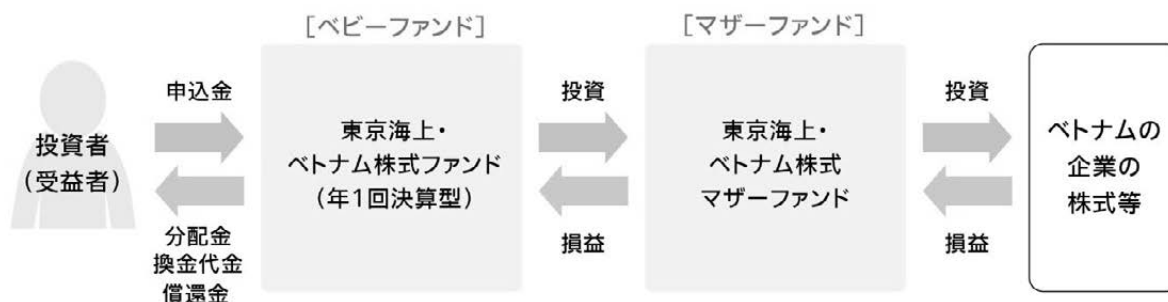 [ベビーファンド]
[マザーファンド]
投資者
(受益者)
申込金
分配金
換金代金
償還金
東京海上・
ベトナム株式ファンド
(年1回決算型)
投資
損益
東京海上・
ベトナム株式
マザーファンド
投資
損益
ベトナムの
企業の
株式等